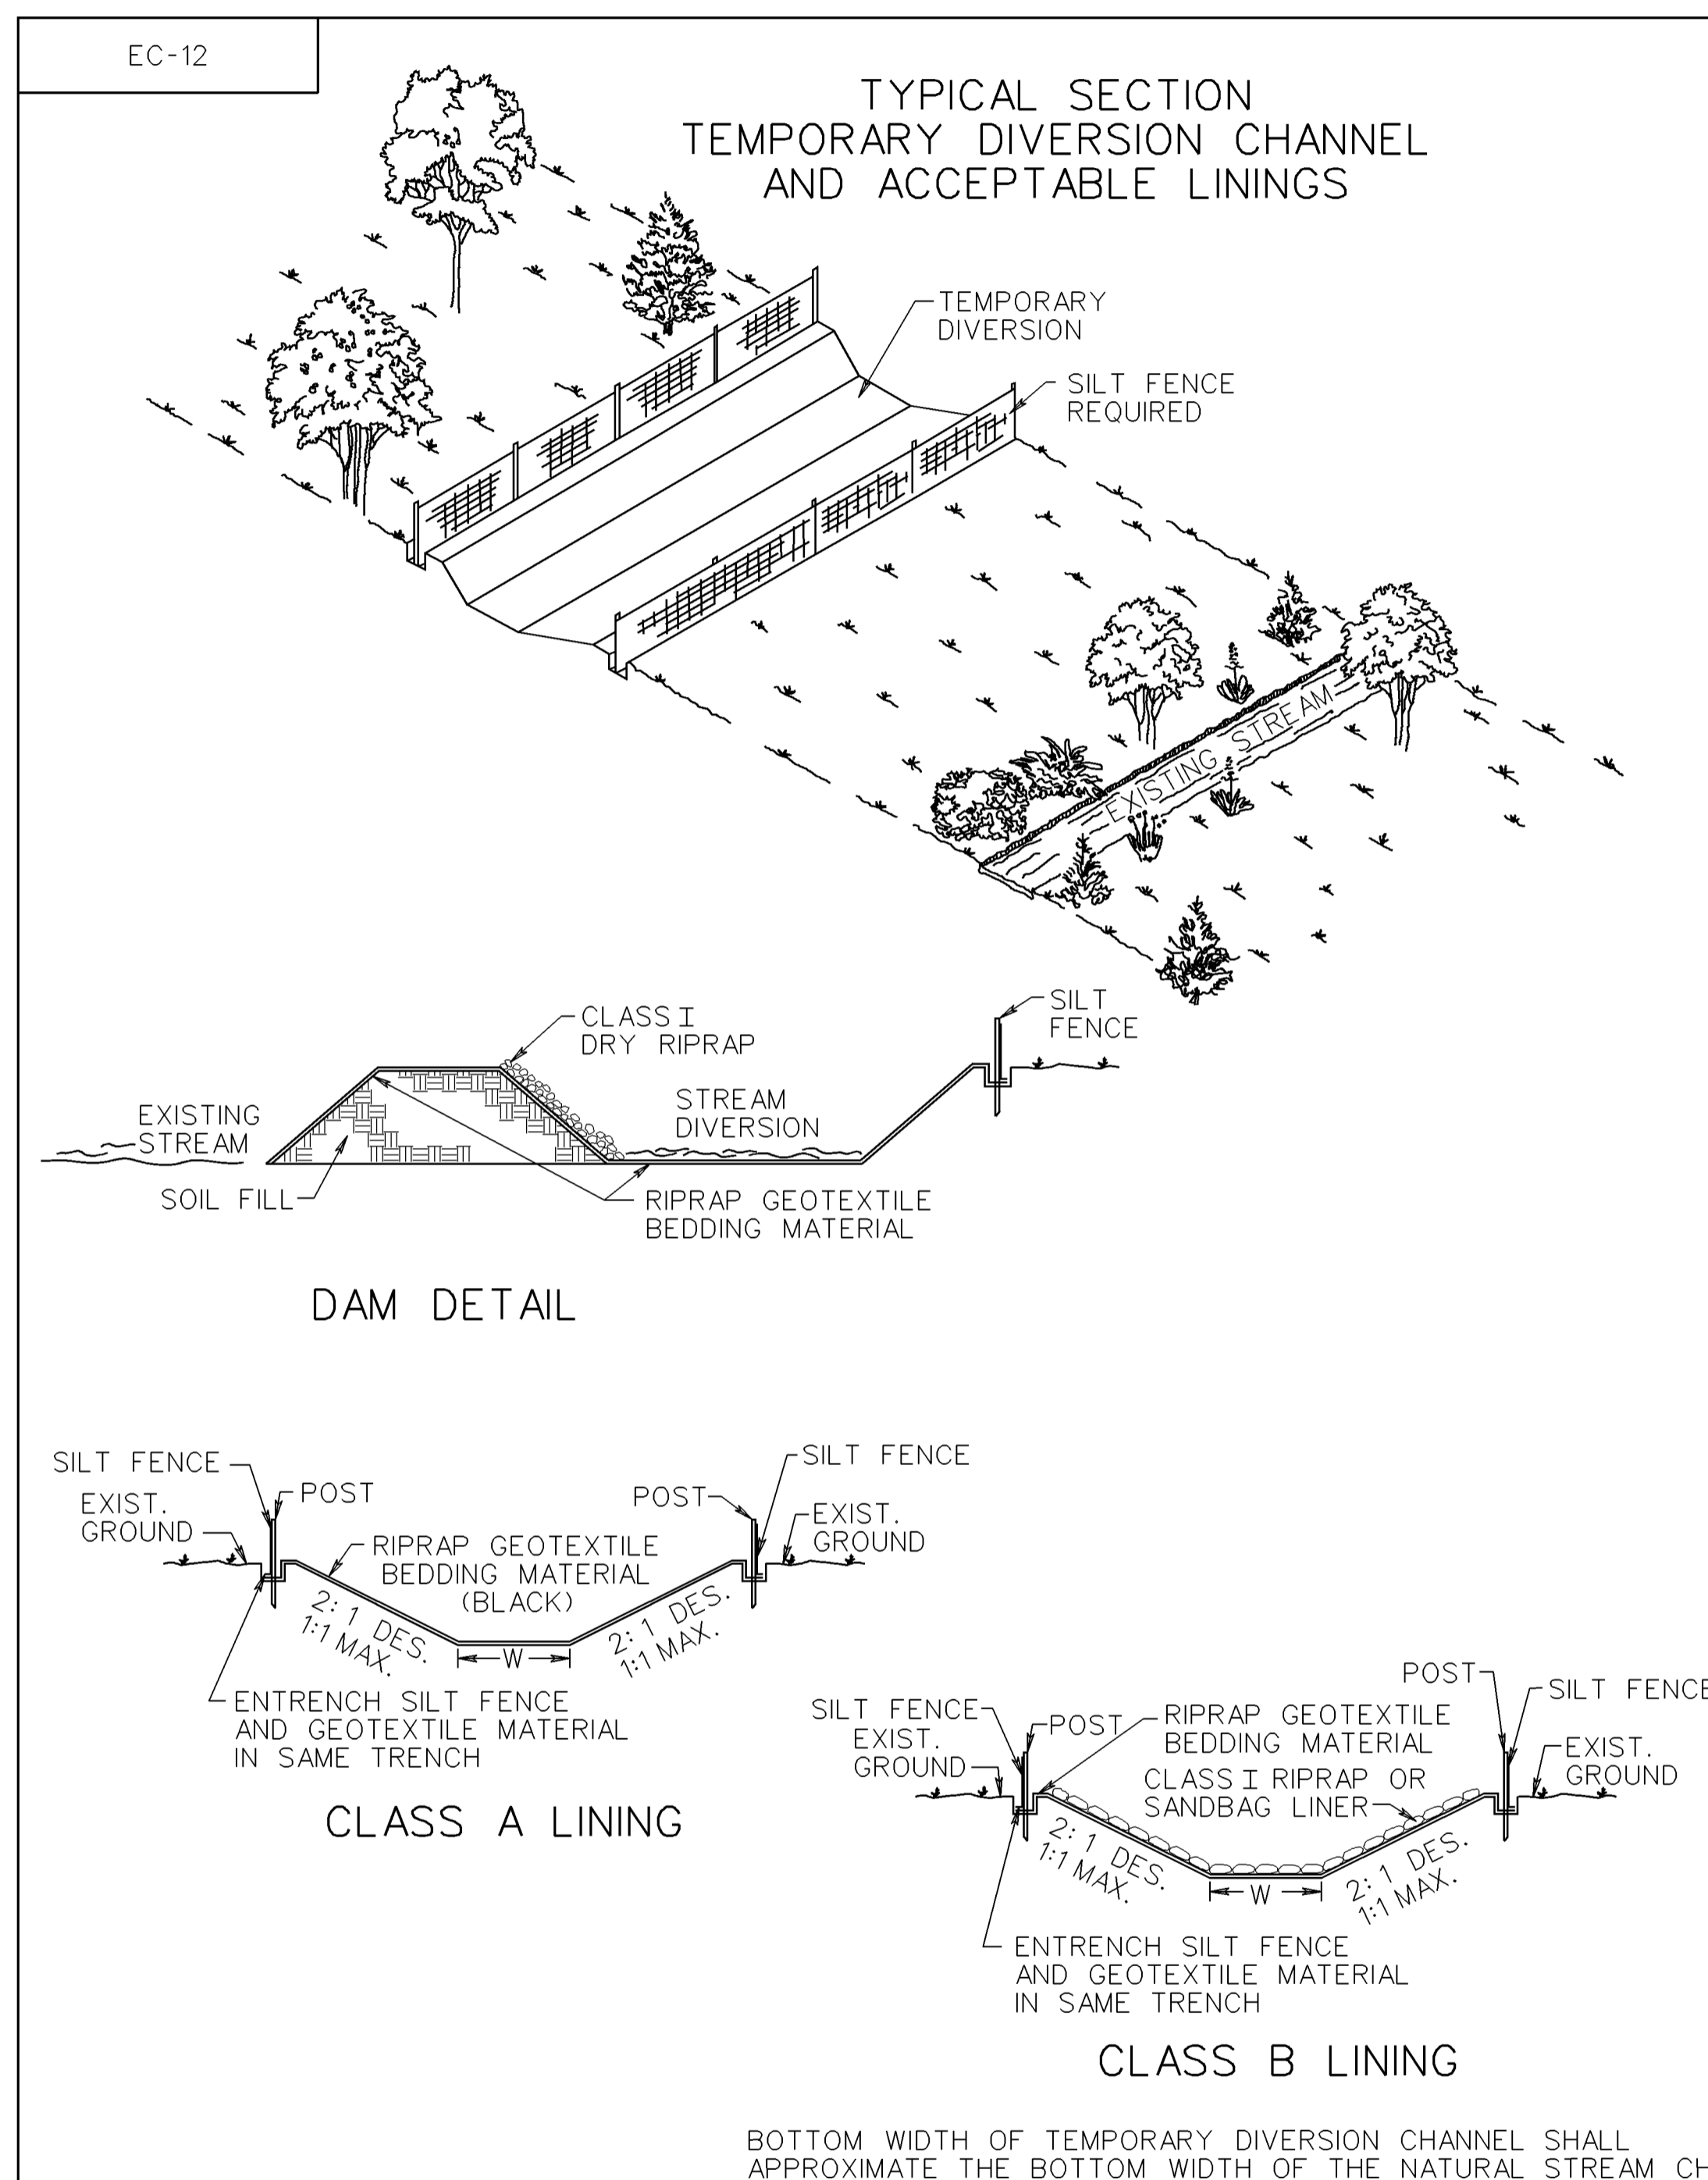 EC-12
TYPICAL SECTION
TEMPORARY DIVERSION CHANNEL
AND ACCEPTABLE LININGS
TEMPORARY
DIVERSION
SILT FENCE
REQUIRED
EXISTING STREAM
CLASS I
DRY RIPRAP
SILT
FENCE
EXISTING
STREAM
STREAM
DIVERSION
SOIL FILL
RIPRAP GEOTEXTILE
BEDDING MATERIAL
DAM DETAIL
SILT FENCE
POST
EXIST.
GROUND
RIPRAP GEOTEXTILE
BEDDING MATERIAL
(BLACK)
POST
SILT FENCE
EXIST.
GROUND
2: 1 DES.
1:1 MAX.
W
2: 1 DES.
1:1 MAX.
ENTRENCH SILT FENCE
AND GEOTEXTILE MATERIAL
IN SAME TRENCH
CLASS A LINING
SILT FENCE
EXIST.
GROUND
POST
RIPRAP GEOTEXTILE
BEDDING MATERIAL
CLASS I RIPRAP OR
SANDBAG LINER
POST
SILT FENCE
EXIST.
GROUND
2: 1 DES.
1:1 MAX.
W
2: 1 DES.
1:1 MAX.
ENTRENCH SILT FENCE
AND GEOTEXTILE MATERIAL
IN SAME TRENCH
CLASS B LINING
BOTTOM WIDTH OF TEMPORARY DIVERSION CHANNEL SHALL
APPROXIMATE THE BOTTOM WIDTH OF THE NATURAL STREAM